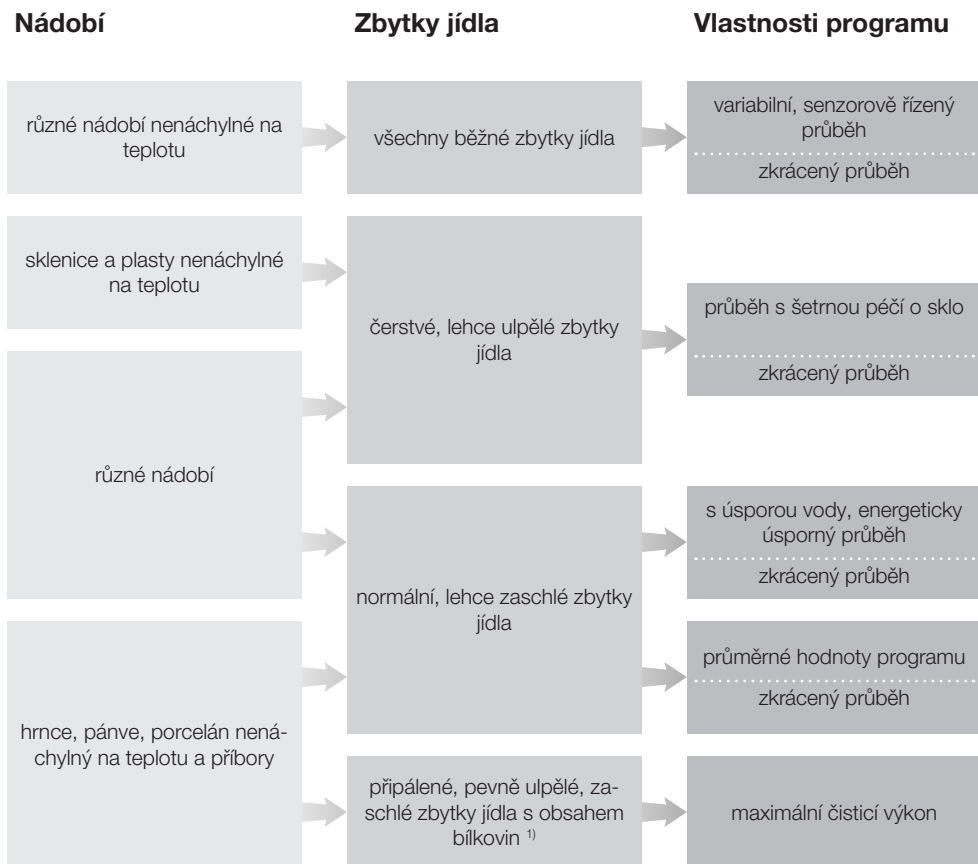 Nádobí
Zbytky jídla
Vlastnosti programu
různé nádobí nenáchylné na
teplotu
všechny běžné zbytky jídla
variabilní, senzorově řízený
průběh
zkrácený průběh
sklenice a plasty nenáchylné
na teplotu
čerstvé, lehce ulpělé zbytky
jídla
průběh s šetrnou péčí o sklo
zkrácený průběh
různé nádobí
normální, lehce zaschlé zbytky
jídla
s úsporou vody, energeticky
úsporný průběh
zkrácený průběh
průměrné hodnoty programu
zkrácený průběh
hrnce, pánve, porcelán nená-
chylný na teplotu a příbory
připálené, pevně ulpělé, za-
schlé zbytky jídla s obsahem
bílkovin 1)
maximální čisticí výkon